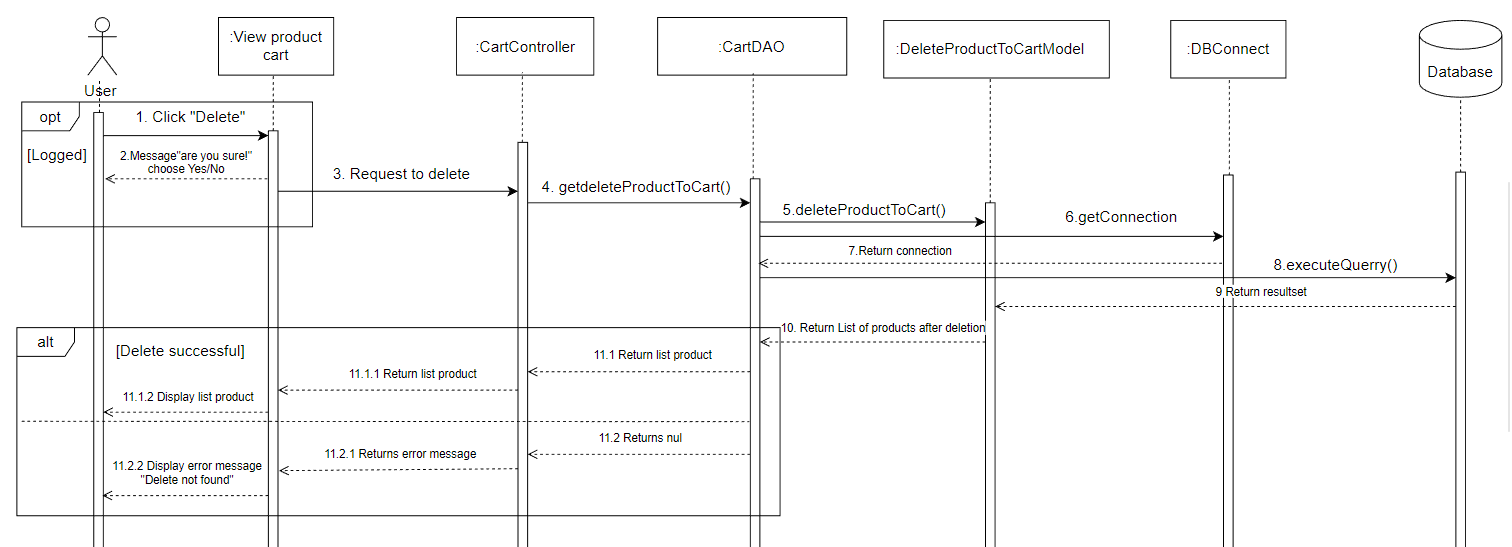 :View product
cart
:CartController
:CartDAO
:DeleteProductToCartModel
:DBConnect
Database
User
opt
1. Click "Delete"
[Logged]
2.Message"are you sure!"
choose Yes/No
3. Request to delete
4. getdeleteProductToCart()
5.deleteProductToCart()
6.getConnection
7.Return connection
8.executeQuerry()
9 Return resultset
10. Return List of products after deletion
alt
[Delete successful]
11.1 Return list product
11.1.1 Return list product
11.1.2 Display list product
11.2 Returns nul
11.2.1 Returns error message
11.2.2 Display error message
"Delete not found"